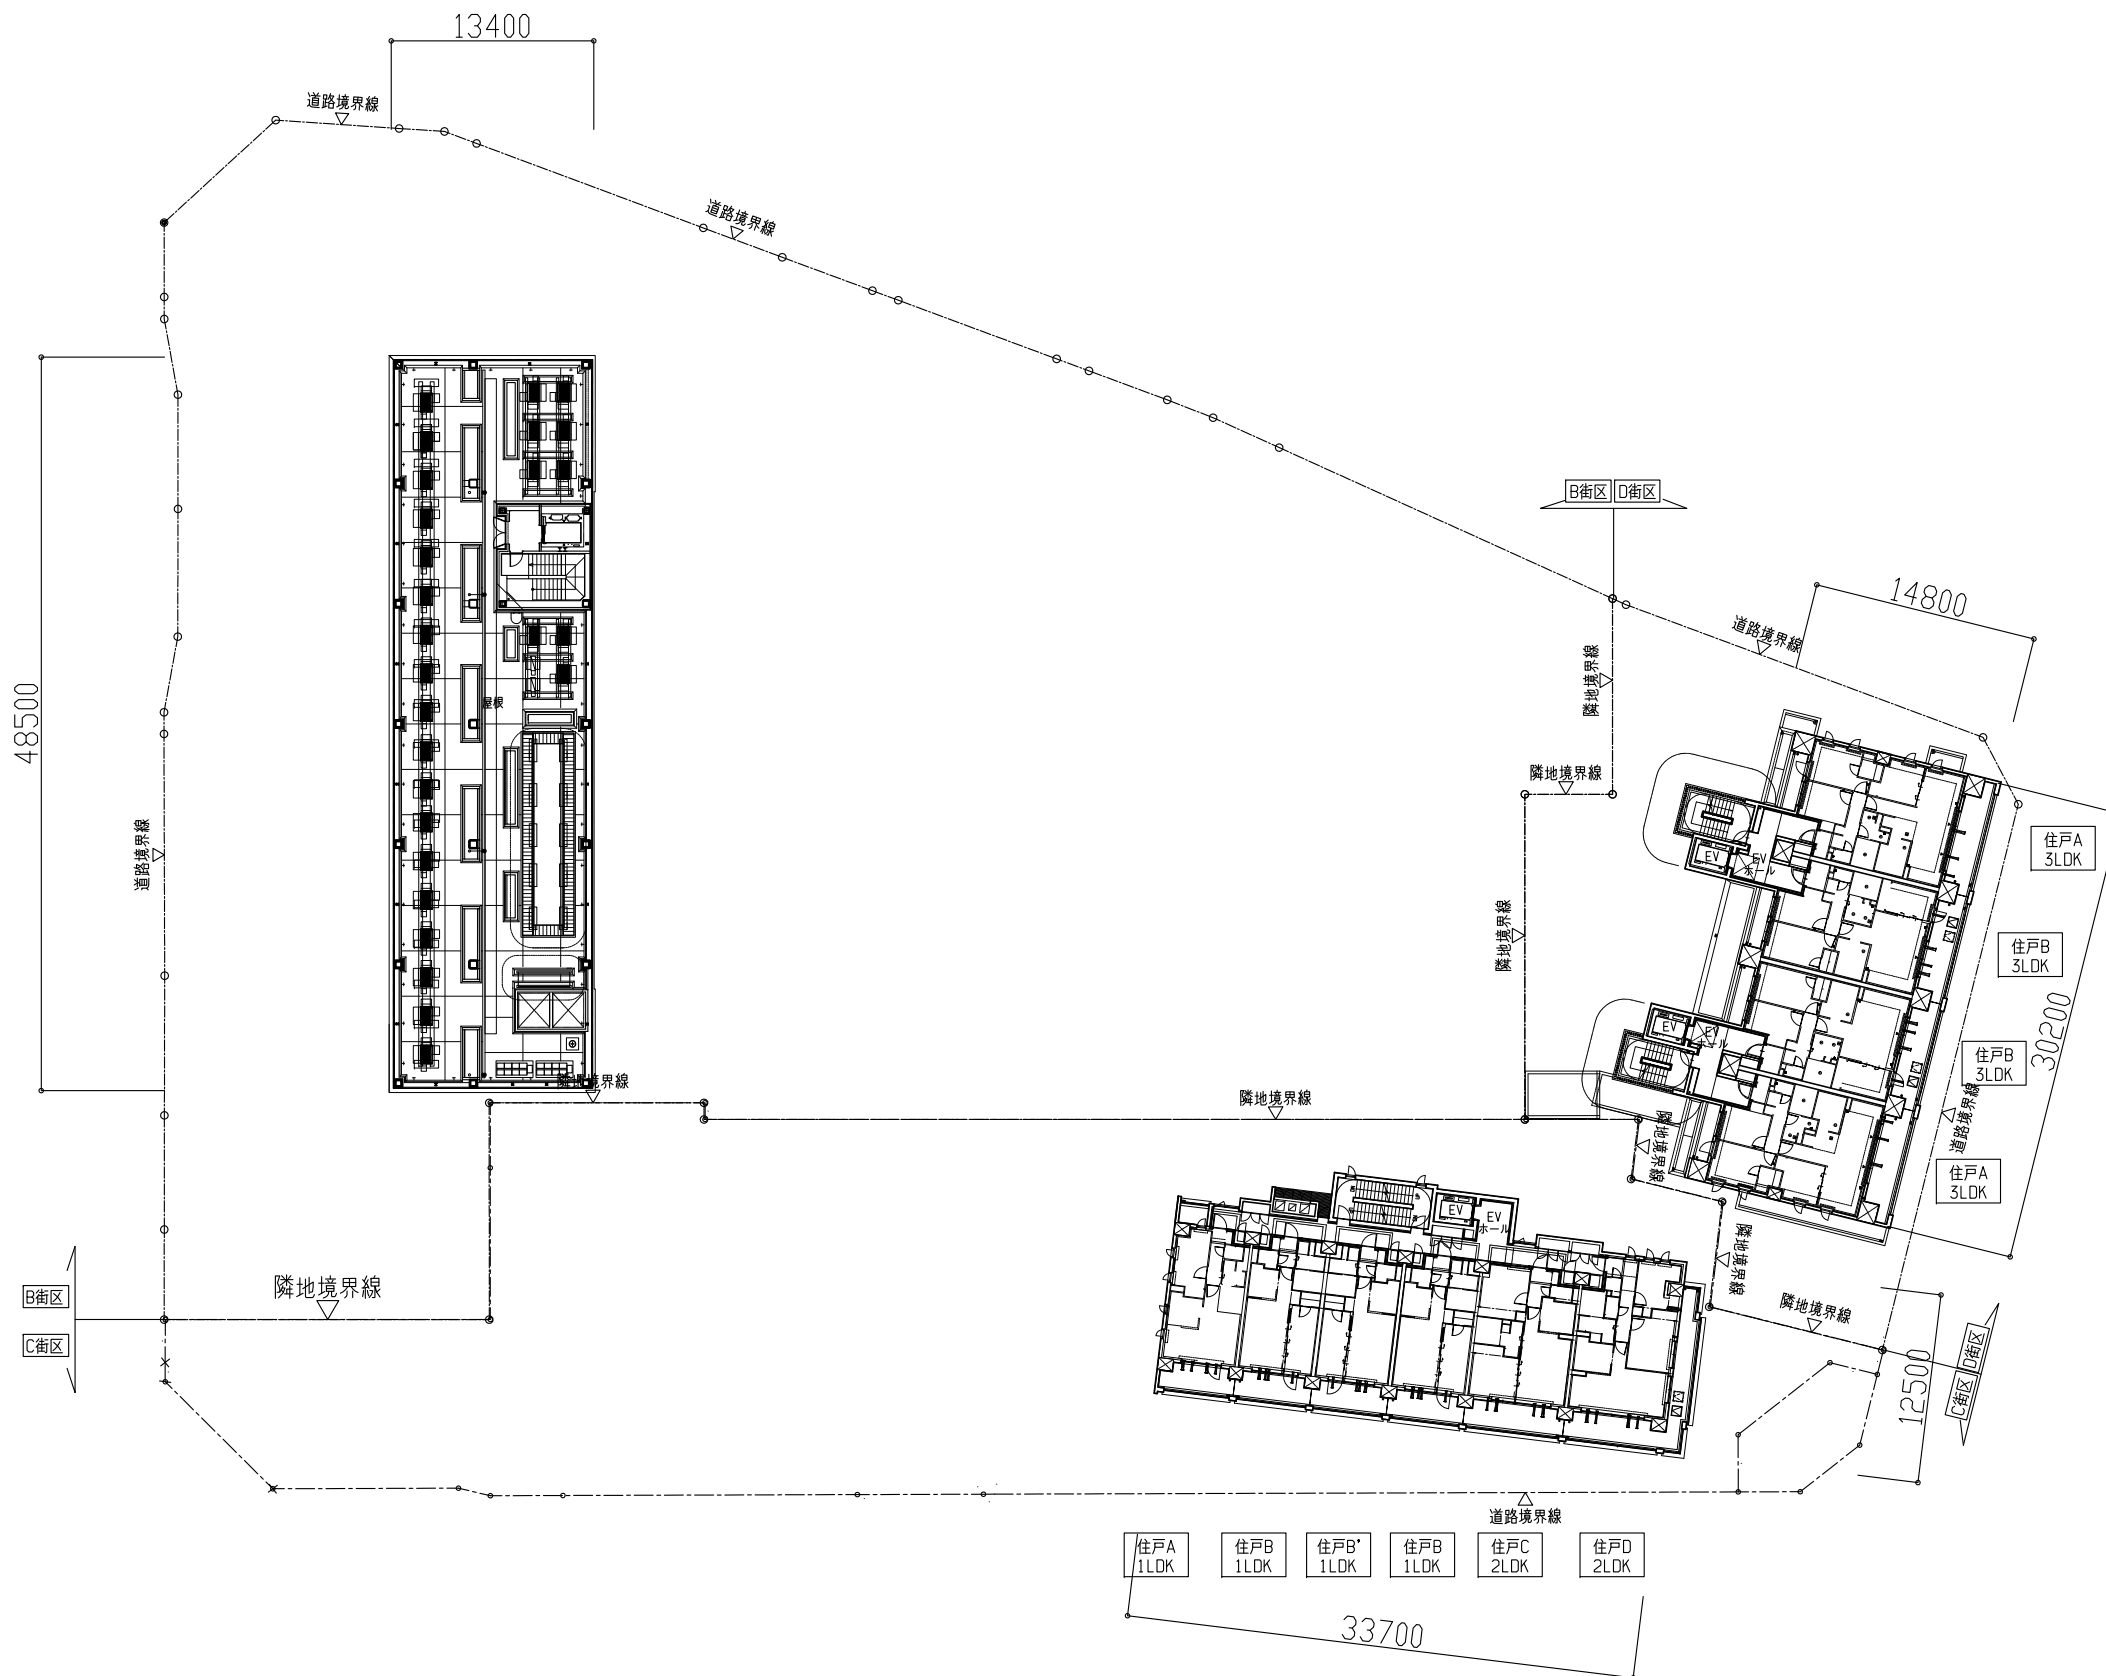 13400
道路境界線
道路境界線
B街区
D街区
14800
道路境界線
隣地境界線
48500
屋根
隣地境界線
道路境界線
EV
EV
ホール
住戸A
3LDK
隣地境界線
住戸B
3LDK
30200
EV
EV
ホール
住戸B
3LDK
隣地境界線
隣地境界線
道路境界線
隣地境界線
住戸A
3LDK
EV
EV
ホール
隣地境界線
B街区
C街区
隣地境界線
隣地境界線
D街区
C街区
12500
道路境界線
住戸A
1LDK
住戸B
1LDK
住戸B'
1LDK
住戸B
1LDK
住戸C
2LDK
住戸D
2LDK
33700